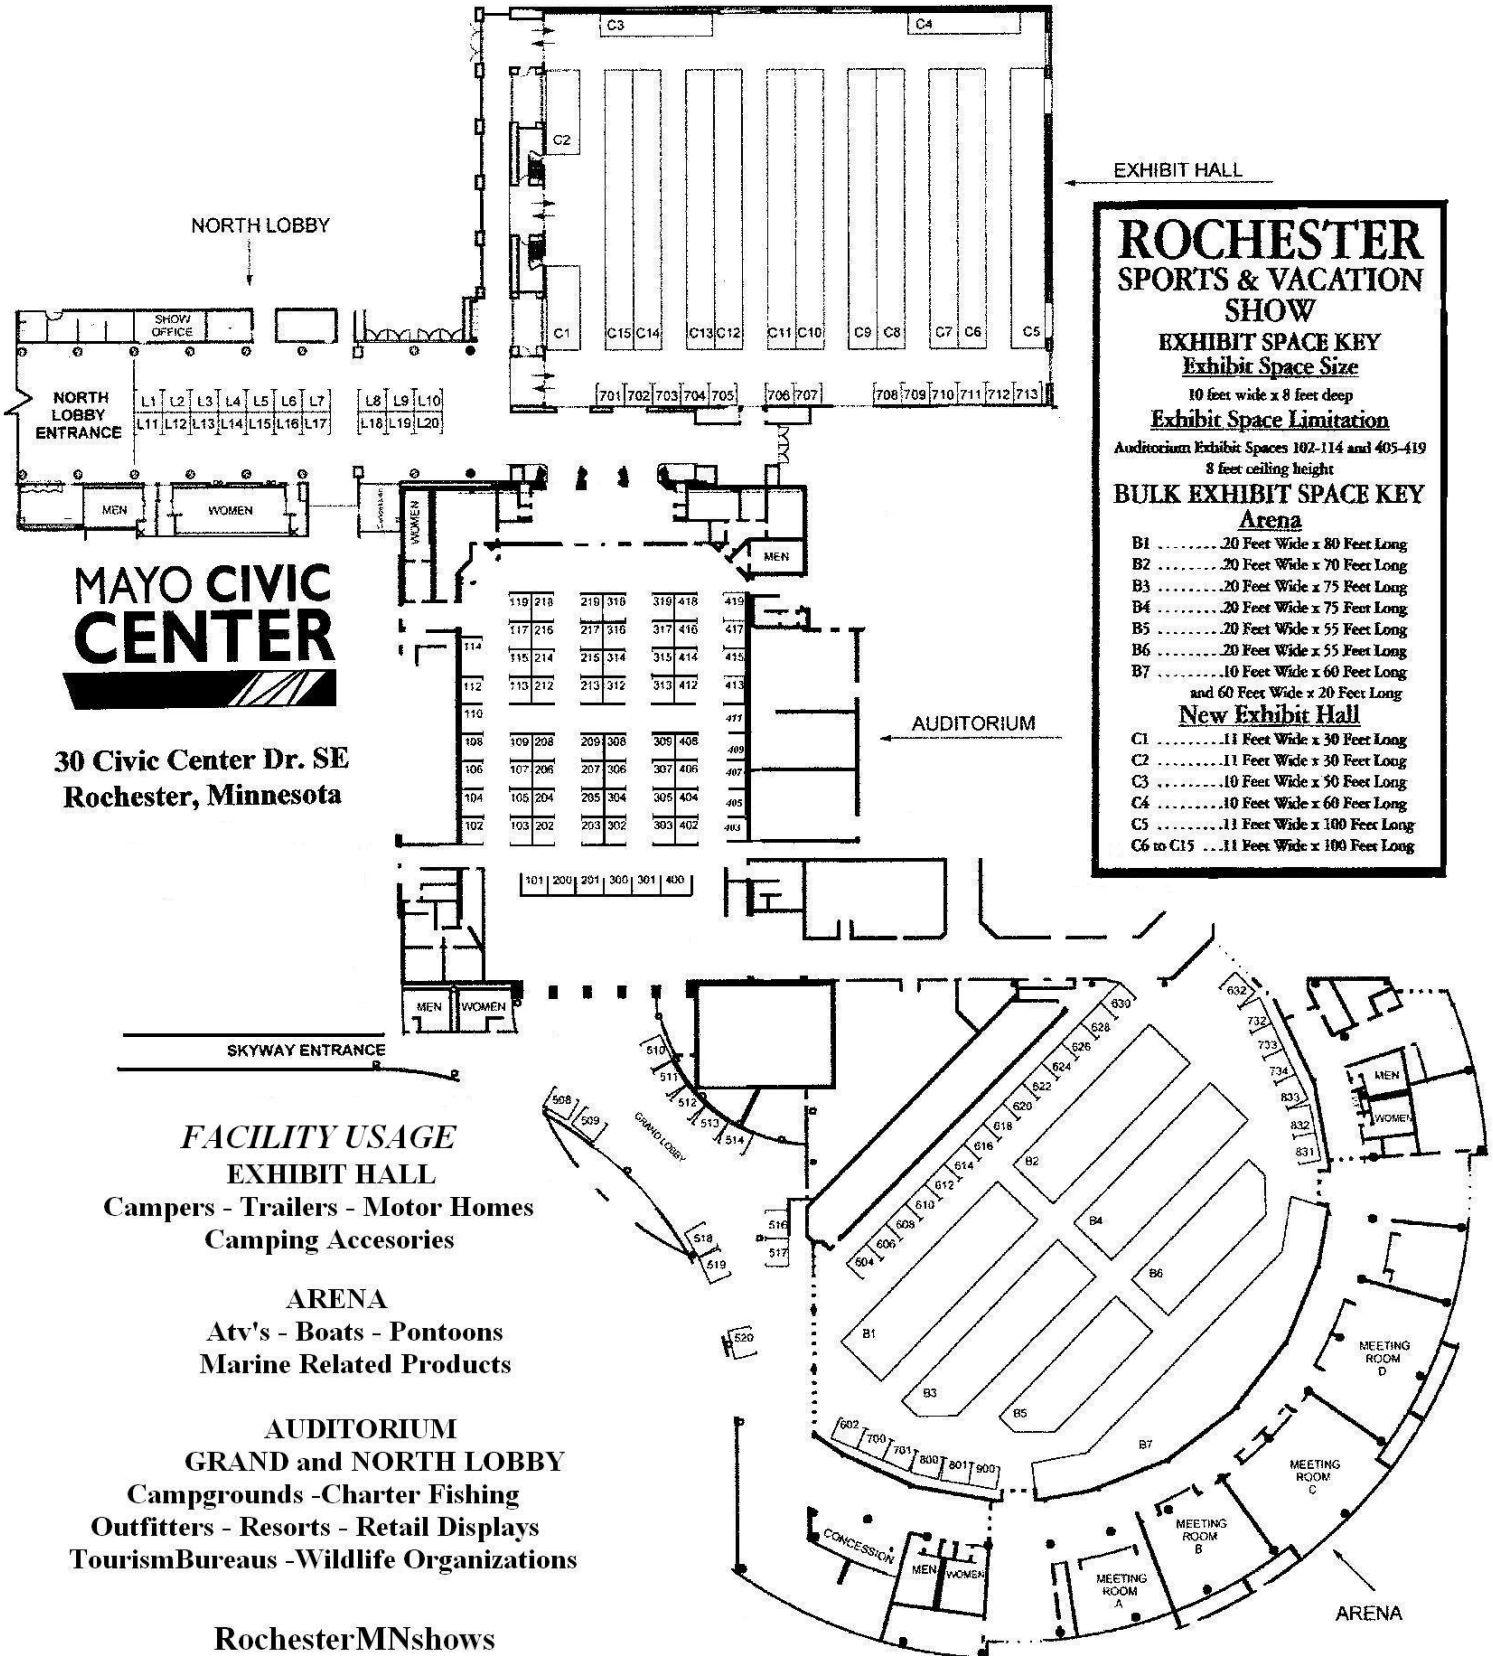 C3
C4
C2
EXHIBIT HALL
NORTH LOBBY
SHOW
OFFICE
C1
C15 C14
C13 C12
C11 C10
C9 C8
C7 C6
C5
NORTH
LOBBY
ENTRANCE
L1 L2 L3 L4 L5 L6 L7
L8 L9 L10
L11 L12 L13 L14 L15 L16 L17
L18 L19 L20
701 702 703 704 705
706 707
708 709 710 711 712 713
MEN
WOMEN
WOMEN
MEN
ROCHESTER
SPORTS & VACATION
SHOW
EXHIBIT SPACE KEY
Exhibit Space Size
10 feet wide x 8 feet deep
Exhibit Space Limitation
Auditorium Exhibit Spaces 102-114 and 405-419
8 feet ceiling height
BULK EXHIBIT SPACE KEY
Arena
B1 .........20 Feet Wide x 80 Feet Long
B2 .........20 Feet Wide x 70 Feet Long
B3 .........20 Feet Wide x 75 Feet Long
B4 .........20 Feet Wide x 75 Feet Long
B5 .........20 Feet Wide x 55 Feet Long
B6 .........20 Feet Wide x 55 Feet Long
B7 .........10 Feet Wide x 60 Feet Long
and 60 Feet Wide x 20 Feet Long
New Exhibit Hall
C1 .........11 Feet Wide x 30 Feet Long
C2 .........11 Feet Wide x 30 Feet Long
C3 .........10 Feet Wide x 50 Feet Long
C4 .........10 Feet Wide x 60 Feet Long
C5 .........11 Feet Wide x 100 Feet Long
C6 to C15 ...11 Feet Wide x 100 Feet Long
MAYO CIVIC
CENTER
30 Civic Center Dr. SE
Rochester, Minnesota
119 218 219 318 319 418 419
117 216 217 316 317 416 417
114
115 214 215 314 315 414 415
112 113 212 213 312 313 412 413
110 411
108 109 208 209 308 309 408 409
106 107 206 207 306 307 406 407
104 105 204 205 304 305 404 405
102 103 202 203 302 303 402 403
101 200 201 300 301 400
AUDITORIUM
MEN
WOMEN
SKYWAY ENTRANCE
508
509
510
511
512
513
514
GRAND LOBBY
516
517
518
519
520
630
628
626
624
622
620
618
616
614
612
610
608
606
604
632
732
733
734
833
832
831
B2
B4
B6
B1
B3
B5
B7
602 700 701 800 801 900
MEN
WOMEN
MEETING
ROOM
D
MEETING
ROOM
C
MEETING
ROOM
B
MEETING
ROOM
A
CONCESSION
MEN
WOMEN
ARENA
FACILITY USAGE
EXHIBIT HALL
Campers - Trailers - Motor Homes
Camping Accesories
ARENA
Atv's - Boats - Pontoons
Marine Related Products
AUDITORIUM
GRAND and NORTH LOBBY
Campgrounds -Charter Fishing
Outfitters - Resorts - Retail Displays
TourismBureaus -Wildlife Organizations
RochesterMNshows